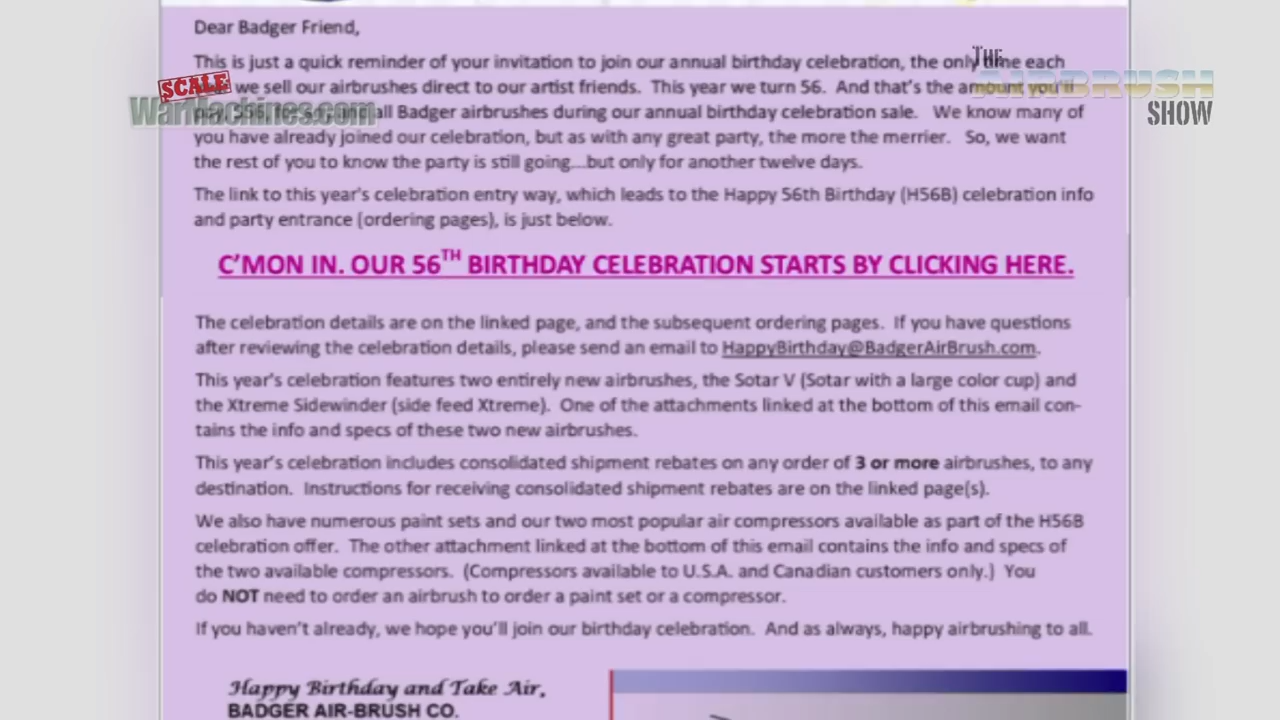 Dear Badger Friend,
This is just a quick reminder of your invitation to join our annual birthday celebration, the only time each
we sell our airbrushes direct to our artist friends. This year we turn 56. And that's the amount you'll
all Badger airbrushes during our annual birthday celebration sale. We know many of
you have already joined our celebration, but as with any great party, the more the merrier. So, we want
the rest of you to know the party is still going...but only for another twelve days.
The link to this year's celebration entry way, which leads to the Happy 56th Birthday (H56B) celebration info
and party entrance (ordering pages), is just below.
C'MON IN. OUR 56TH BIRTHDAY CELEBRATION STARTS BY CLICKING HERE.
The celebration details are on the linked page, and the subsequent ordering pages. If you have questions
after reviewing the celebration details, please send an email to HappyBirthday@BadgerAirBrush.com.
This year's celebration features two entirely new airbrushes, the Sotar V (Sotar with a large color cup) and
the Xtreme Sidewinder (side feed Xtreme). One of the attachments linked at the bottom of this email con-
tains the info and specs of these two new airbrushes.
This year's celebration includes consolidated shipment rebates on any order of 3 or more airbrushes, to any
destination. Instructions for receiving consolidated shipment rebates are on the linked page(s).
We also have numerous paint sets and our two most popular air compressors available as part of the H56B
celebration offer. The other attachment linked at the bottom of this email contains the info and specs of
the two available compressors. (Compressors available to U.S.A. and Canadian customers only.) You
do NOT need to order an airbrush to order a paint set or a compressor.
If you haven't already, we hope you'll join our birthday celebration. And as always, happy airbrushing to all.
Happy Birthday and Take Air,
BADGER AIR-BRUSH CO.
SCALE
WarMachines.com
THE
AIRBRUSH
SHOW